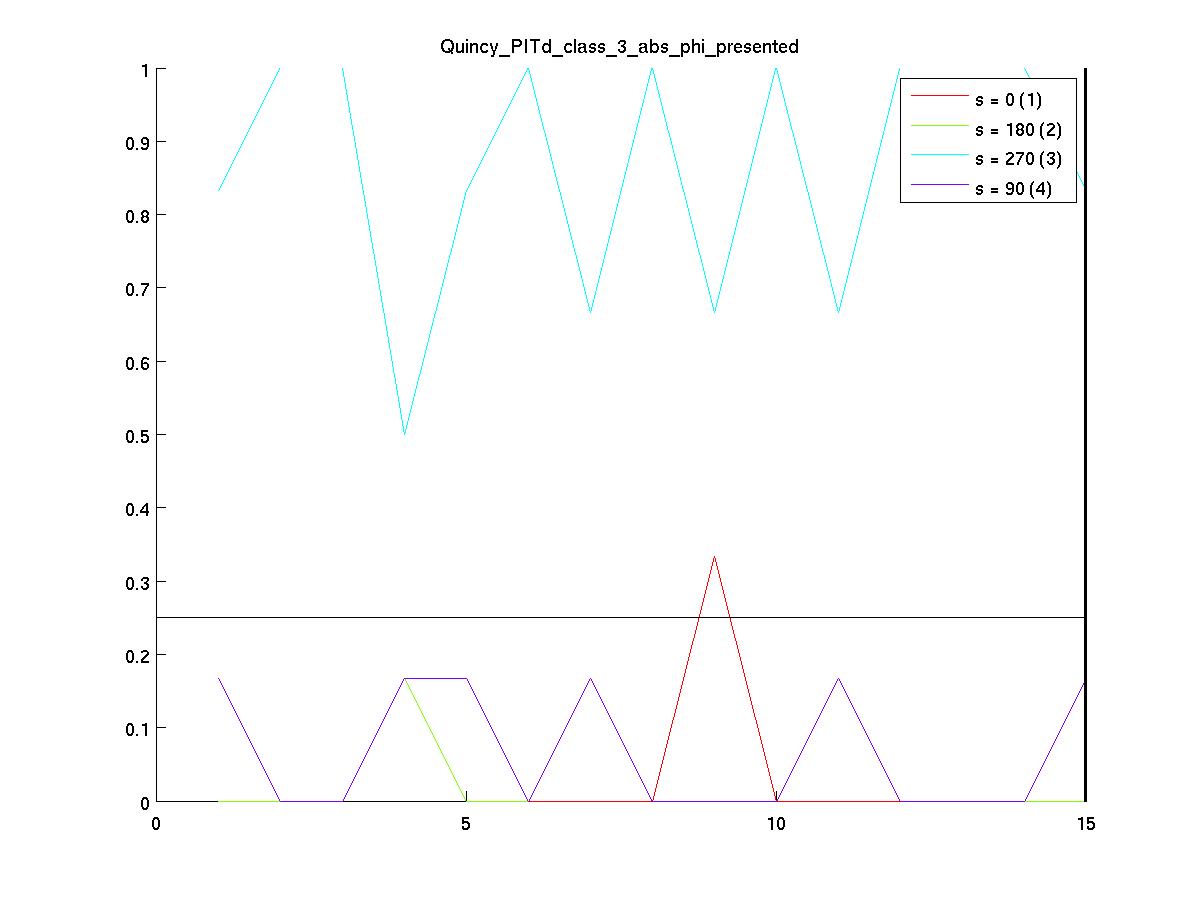 Quincy_PITd_class_3_abs_phi_presented
1
0.9
0.8
0.7
0.6
0.5
0.4
0.3
0.2
0.1
0
0 5 10 15
s = 0 (1)
s = 180 (2)
s = 270 (3)
s = 90 (4)